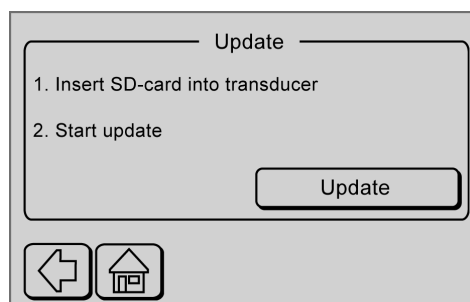 Update
1. Insert SD-card into transducer
2. Start update
Update